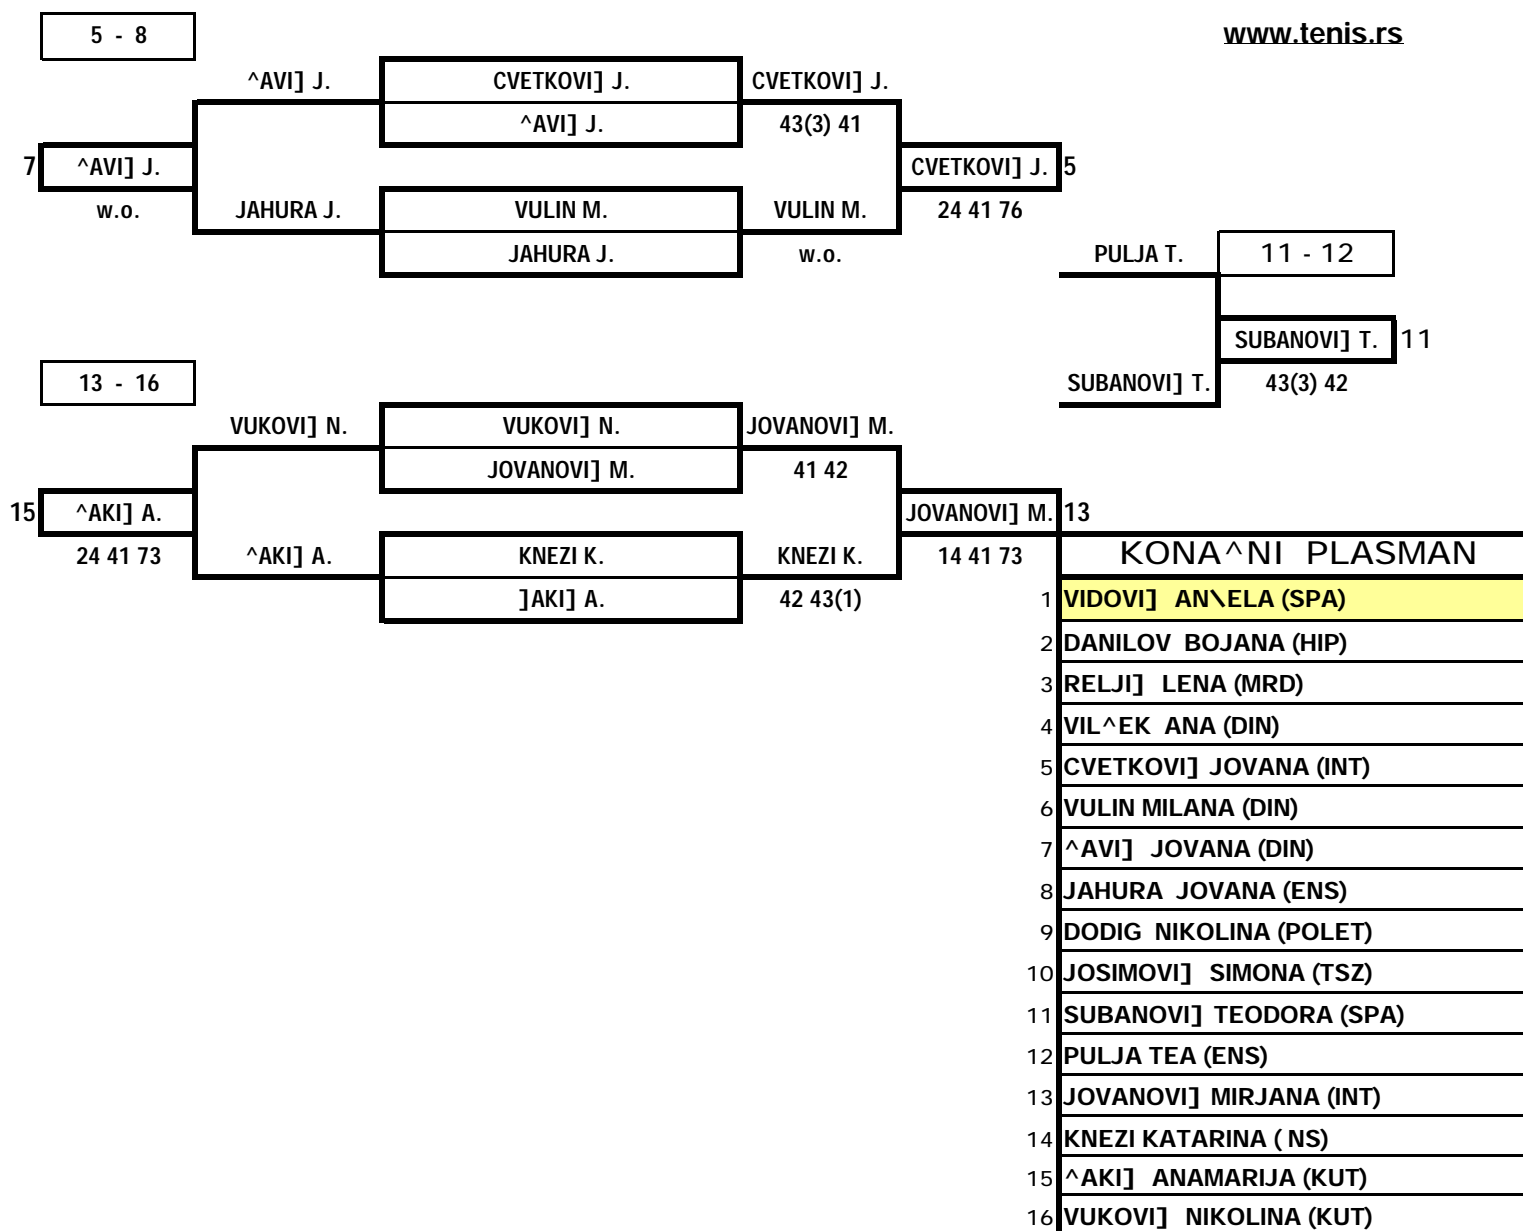 5 - 8
www.tenis.rs
^AVI] J.
CVETKOVI] J.
CVETKOVI] J.
^AVI] J.
43(3) 41
7
^AVI] J.
CVETKOVI] J.
5
w.o.
JAHURA J.
VULIN M.
VULIN M.
24 41 76
JAHURA J.
w.o.
PULJA T.
11 - 12
SUBANOVI] T.
11
13 - 16
SUBANOVI] T.
43(3) 42
VUKOVI] N.
VUKOVI] N.
JOVANOVI] M.
JOVANOVI] M.
41 42
15
^AKI] A.
JOVANOVI] M.
13
24 41 73
^AKI] A.
KNEZI K.
KNEZI K.
14 41 73
]AKI] A.
42 43(1)
KONA^NI PLASMAN
1 VIDOVI] AN\ELA (SPA)
2 DANILOV BOJANA (HIP)
3 RELJI] LENA (MRD)
4 VIL^EK ANA (DIN)
5 CVETKOVI] JOVANA (INT)
6 VULIN MILANA (DIN)
7 ^AVI] JOVANA (DIN)
8 JAHURA JOVANA (ENS)
9 DODIG NIKOLINA (POLET)
10 JOSIMOVI] SIMONA (TSZ)
11 SUBANOVI] TEODORA (SPA)
12 PULJA TEA (ENS)
13 JOVANOVI] MIRJANA (INT)
14 KNEZI KATARINA ( NS)
15 ^AKI] ANAMARIJA (KUT)
16 VUKOVI] NIKOLINA (KUT)